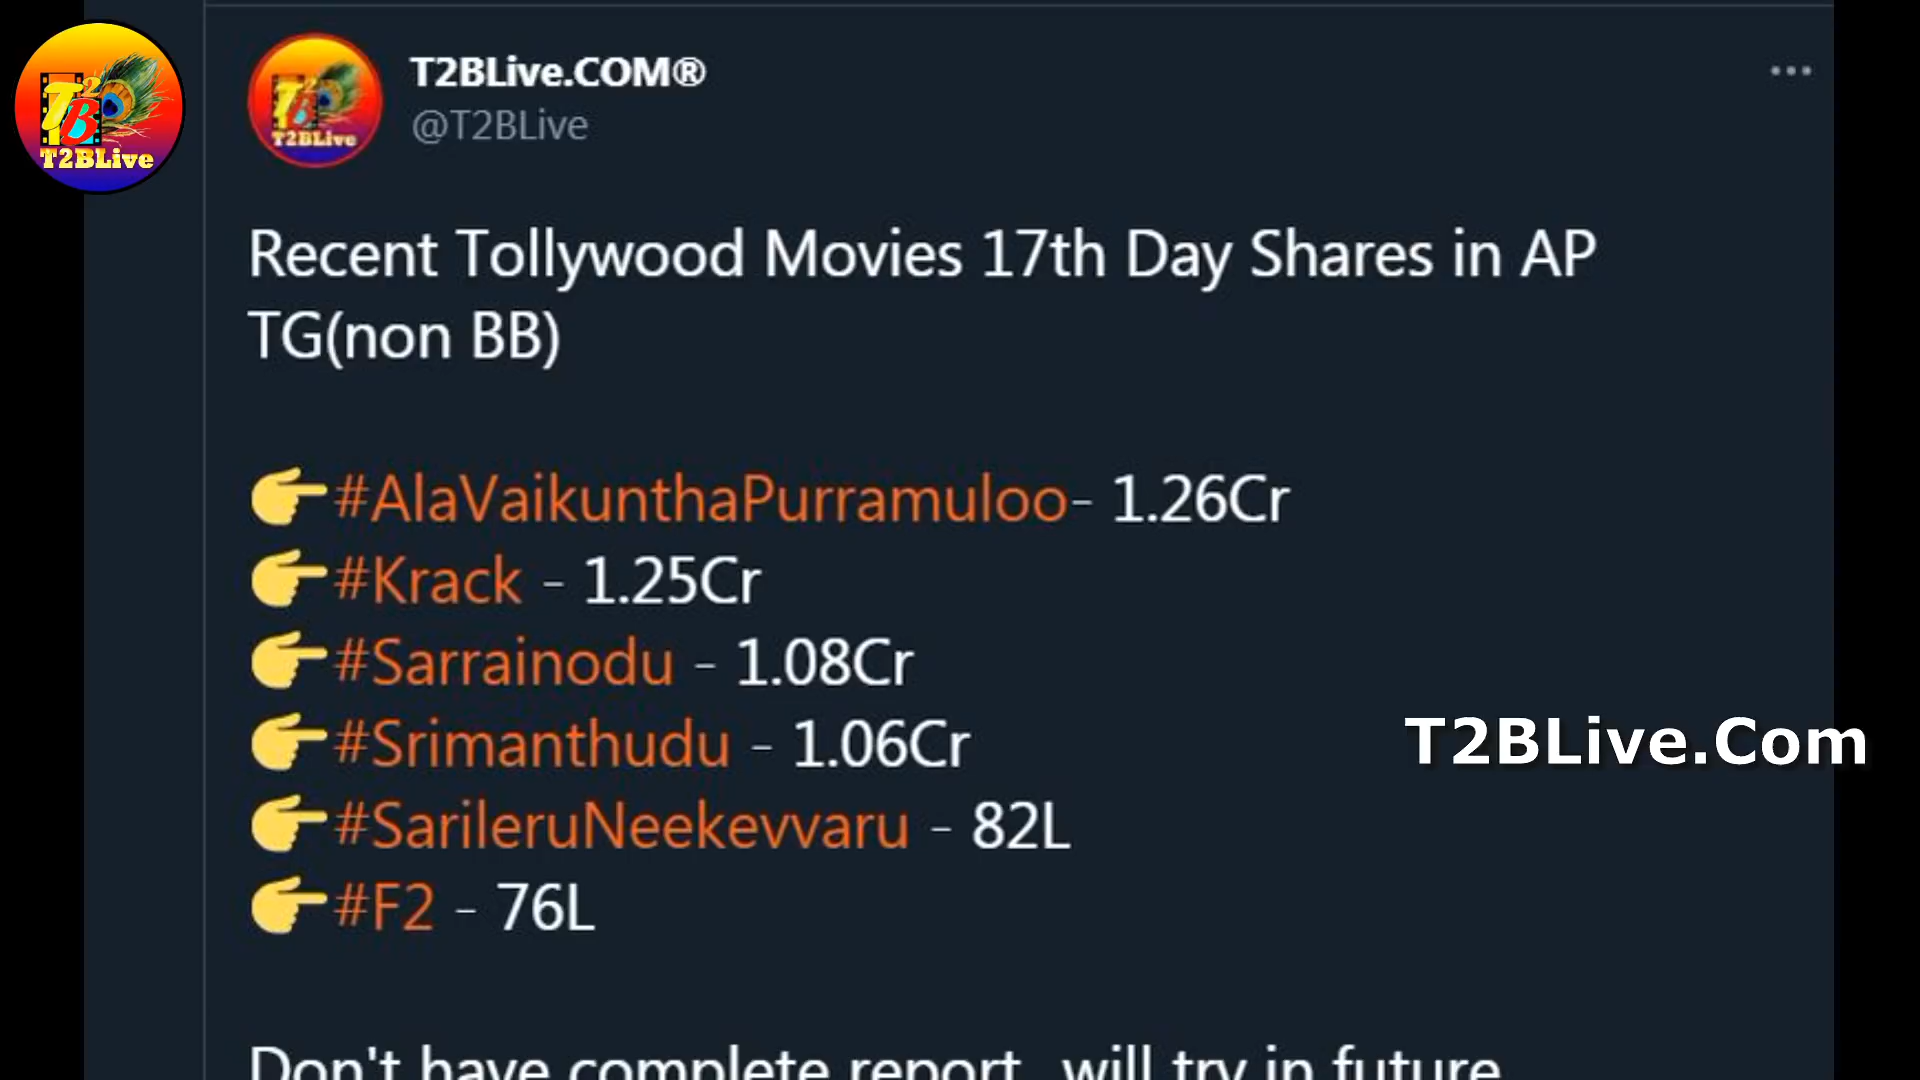 T2B
T2BLive
T2BLive.COM®
@T2BLive
T2B
T2BLive
Recent Tollywood Movies 17th Day Shares in AP
TG(non BB)
👉#AlaVaikunthaPurramuloo- 1.26Cr
👉#Krack - 1.25Cr
👉#Sarrainodu - 1.08Cr
👉#Srimanthudu - 1.06Cr
T2BLive.Com
👉#SarileruNeekevvaru - 82L
👉#F2 - 76L
Don't have complete report, will try in future